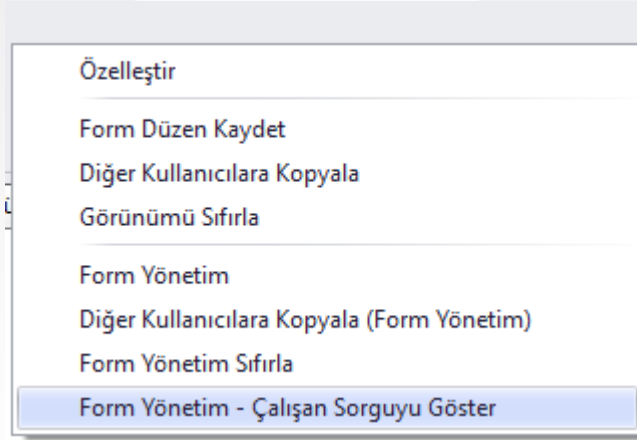 Özelleştir
Form Düzen Kaydet
Diğer Kullanıcılara Kopyala
Görünümü Sıfırla
Form Yönetim
Diğer Kullanıcılara Kopyala (Form Yönetim)
Form Yönetim Sıfırla
Form Yönetim - Çalışan Sorguyu Göster